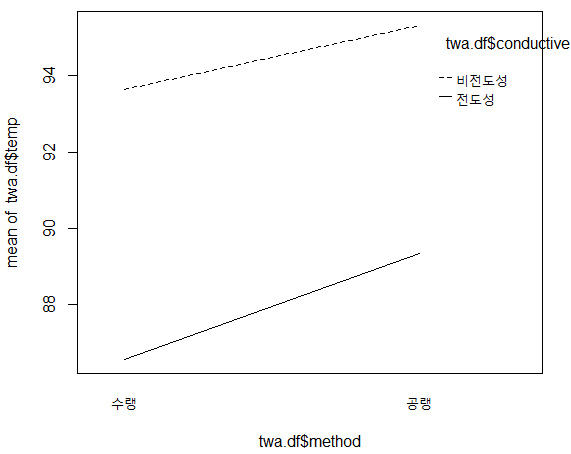 twa.df$conductive
비전도성
전도성
mean of twa.df$temp
94
92
90
88
수랭
공랭
twa.df$method